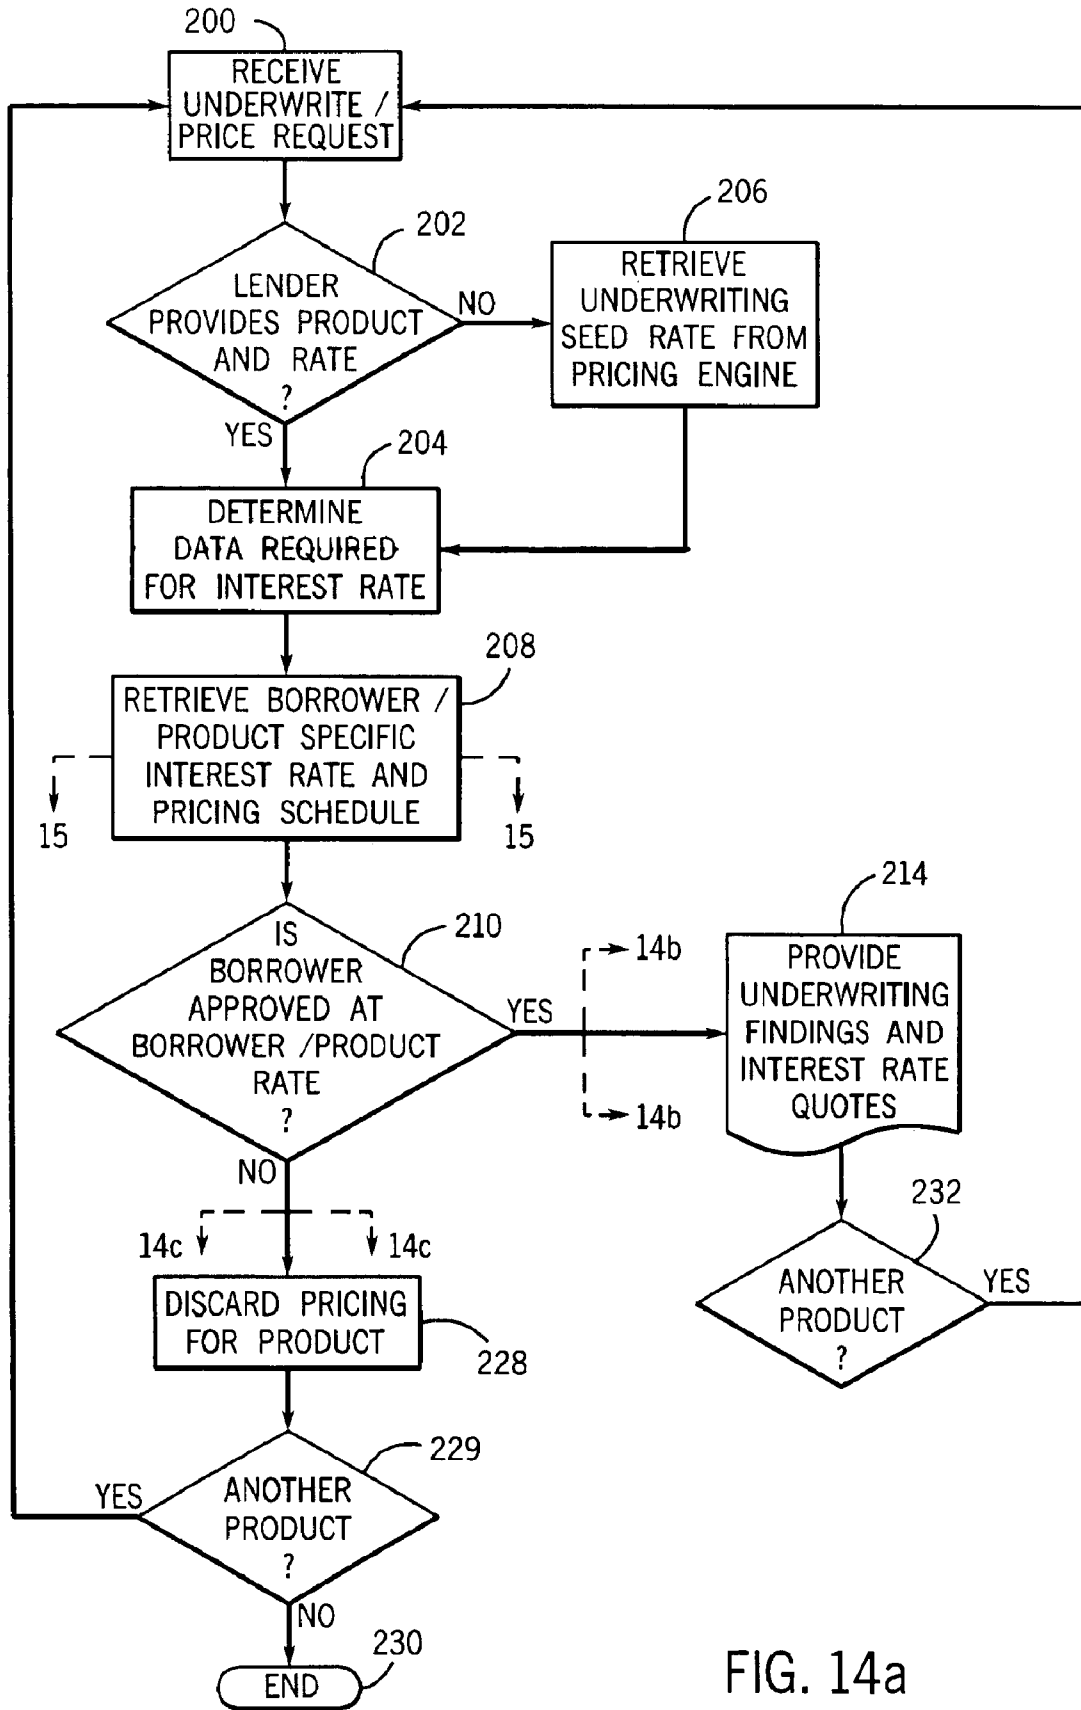 200
RECEIVE
UNDERWRITE /
PRICE REQUEST
202
LENDER
PROVIDES PRODUCT
AND RATE
?
NO
YES
206
RETRIEVE
UNDERWRITING
SEED RATE FROM
PRICING ENGINE
204
DETERMINE
DATA REQUIRED
FOR INTEREST RATE
208
RETRIEVE BORROWER /
PRODUCT SPECIFIC
INTEREST RATE AND
PRICING SCHEDULE
15
15
210
IS
BORROWER
APPROVED AT
BORROWER /PRODUCT
RATE
?
YES
NO
14b
14b
214
PROVIDE
UNDERWRITING
FINDINGS AND
INTEREST RATE
QUOTES
232
ANOTHER
PRODUCT
?
YES
14c
14c
DISCARD PRICING
FOR PRODUCT
228
229
ANOTHER
PRODUCT
?
YES
NO
230
END
FIG. 14a